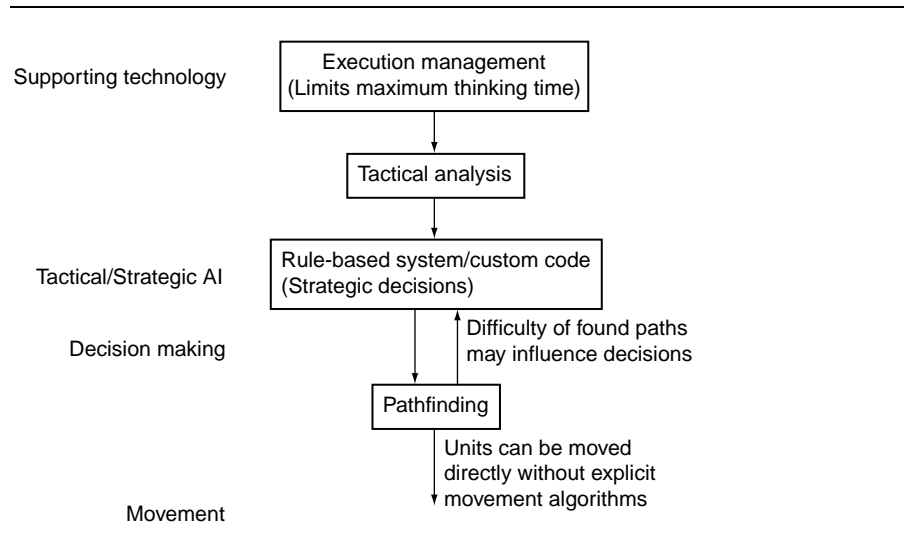 Supporting technology
Execution management
(Limits maximum thinking time)
Tactical analysis
Tactical/Strategic AI
Rule-based system/custom code
(Strategic decisions)
Decision making
Difficulty of found paths
may influence decisions
Pathfinding
Units can be moved
directly without explicit
movement algorithms
Movement